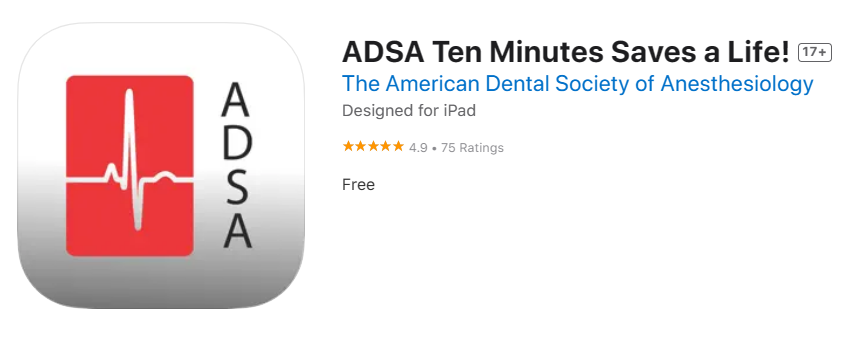 ADSA
ADSA Ten Minutes Saves a Life! 17+
The American Dental Society of Anesthesiology
Designed for iPad
4.9 • 75 Ratings
Free